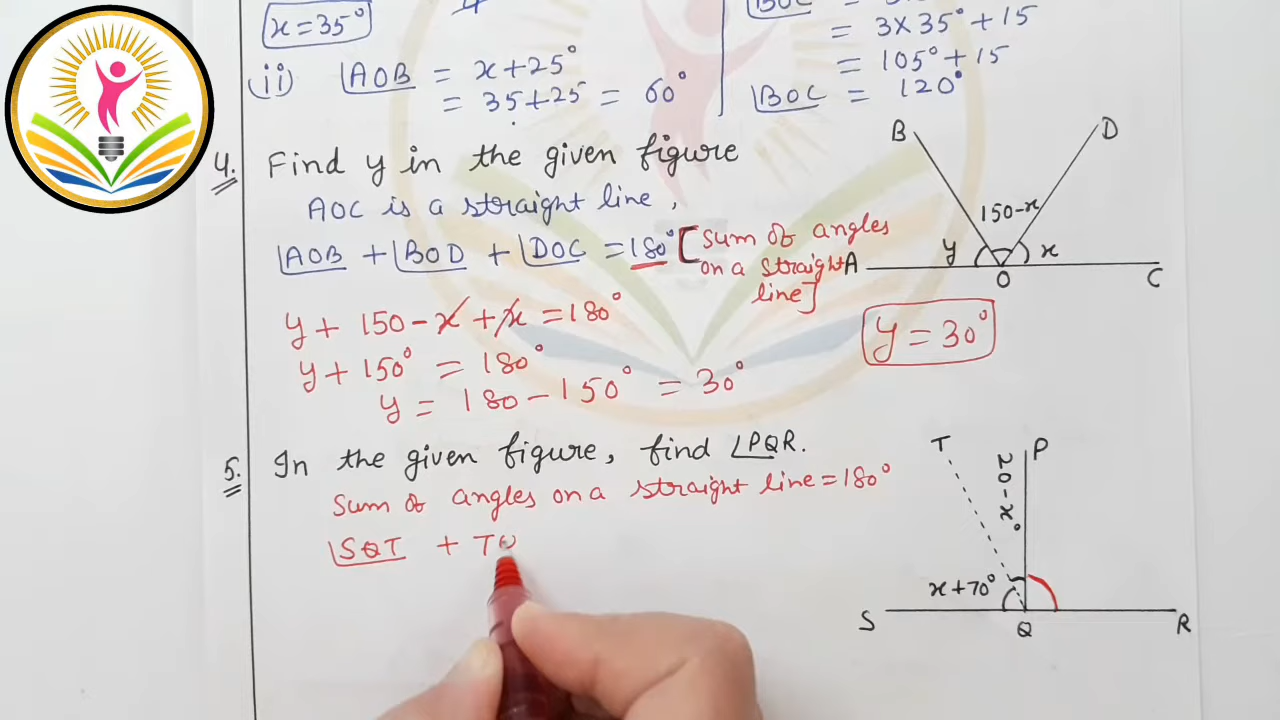 x = 35°
= 3 X 35° + 15
(ii) ∠AOB = x + 25°
= 105° + 15
= 35 + 25 = 60°
∠BOC = 120°
4. Find y in the given figure
B D
AOC is a straight line,
150 - x
∠AOB + ∠BOD + ∠DOC = 180° [sum of angles
on a straight
line]
y x
A O C
y + 150 - x + x = 180°
y = 30°
y + 150° = 180°
y = 180 - 150° = 30°
5. In the given figure, find ∠PQR.
T P
20 - x°
Sum of angles on a straight line = 180°
∠SQT + TQ
x + 70°
S Q R